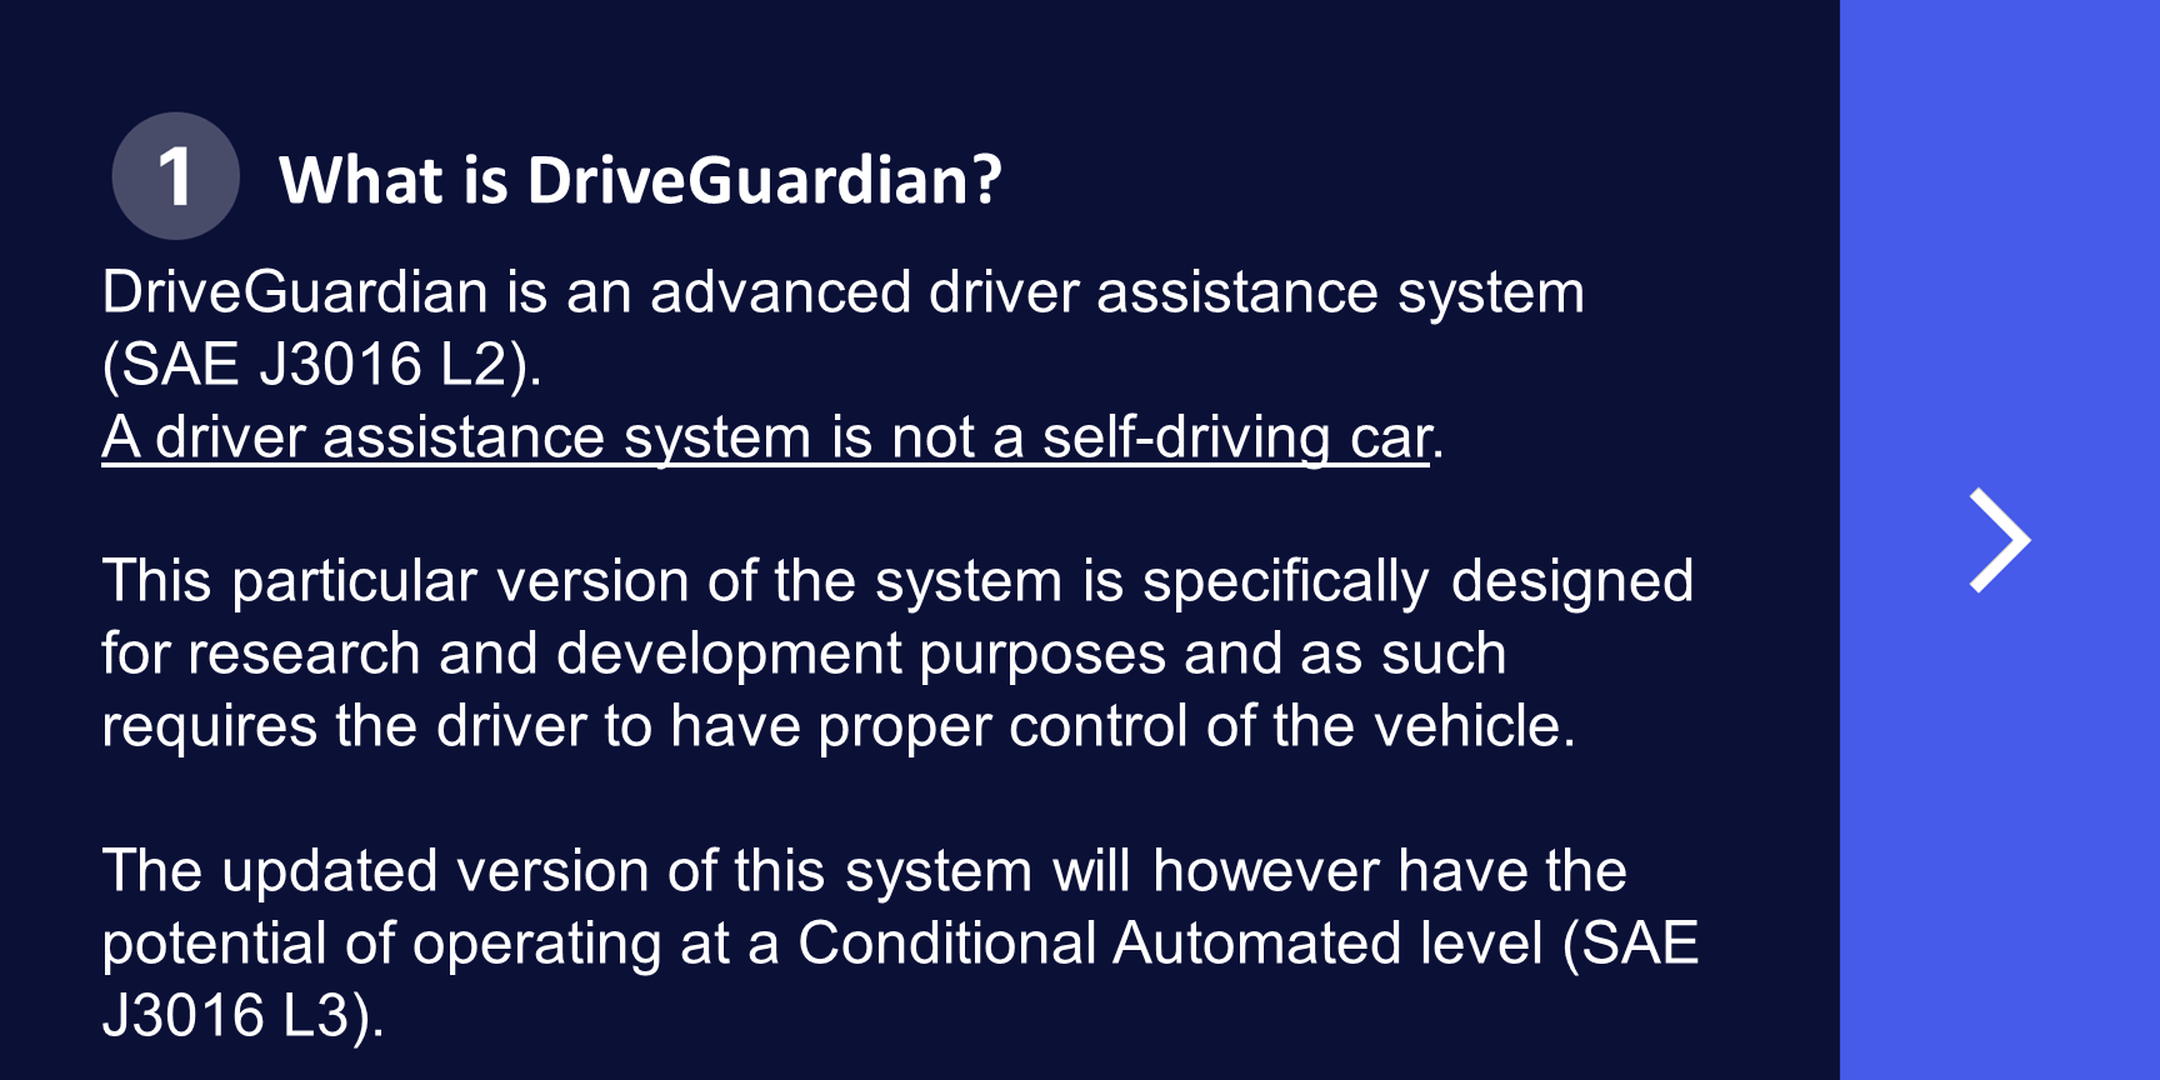 1 What is DriveGuardian?
DriveGuardian is an advanced driver assistance system
(SAE J3016 L2).
A driver assistance system is not a self-driving car.
This particular version of the system is specifically designed
for research and development purposes and as such
requires the driver to have proper control of the vehicle.
The updated version of this system will however have the
potential of operating at a Conditional Automated level (SAE
J3016 L3).